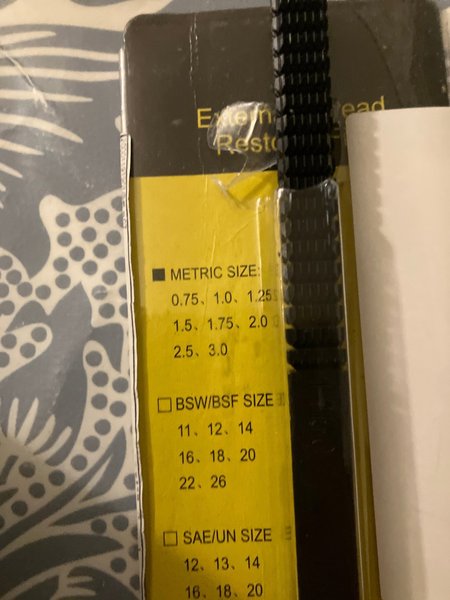 External Thread
■ METRIC SIZE:
0.75、1.0、1.25
1.5、1.75、2.0
2.5、3.0
□ BSW/BSF SIZE
11、12、14
16、18、20
22、26
□ SAE/UN SIZE
12、13、14
16、18、20